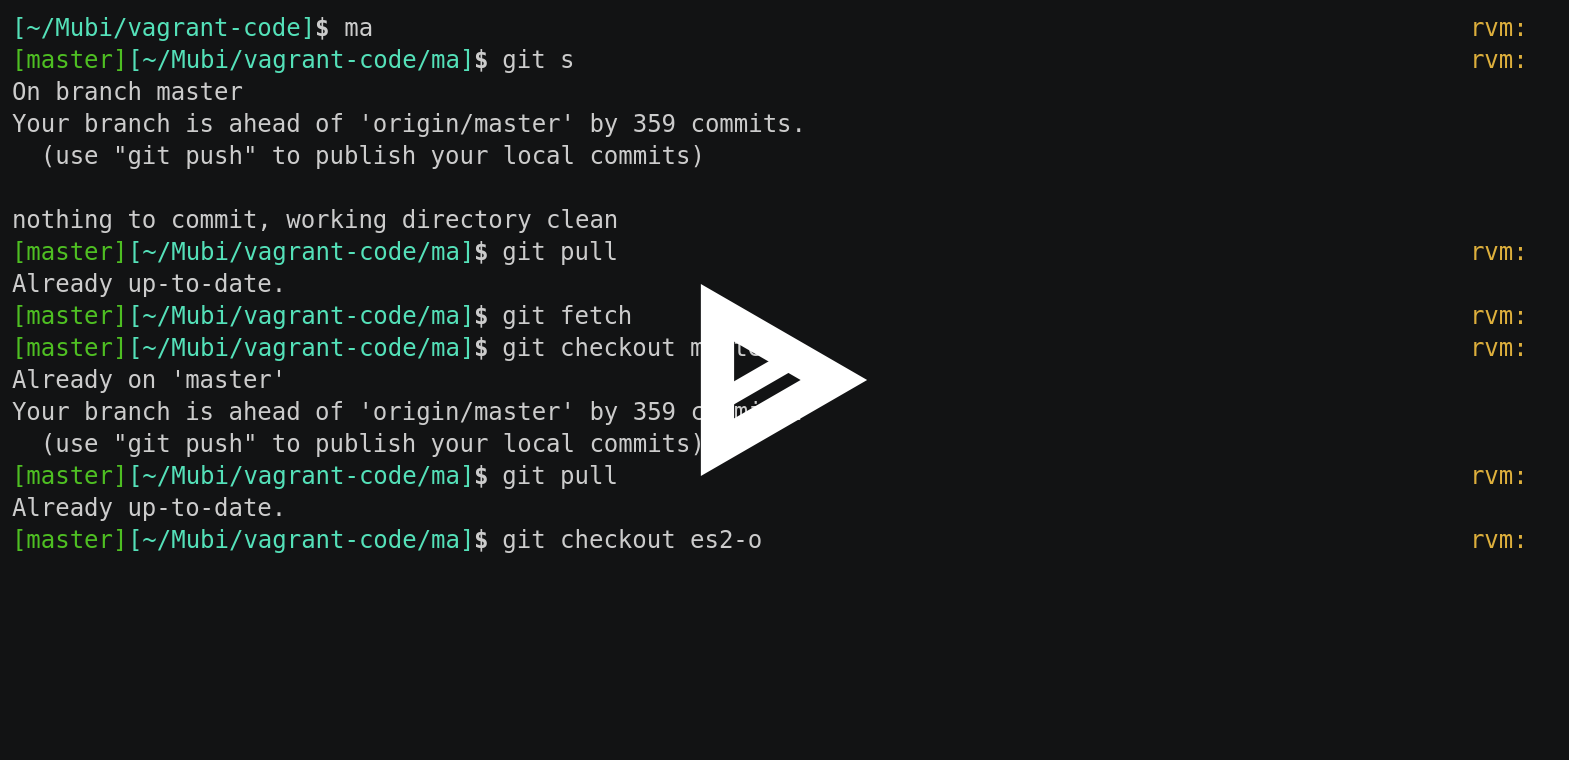 [~/Mubi/vagrant-code]$ ma rvm:
[master][~/Mubi/vagrant-code/ma]$ git s rvm:
On branch master
Your branch is ahead of 'origin/master' by 359 commits.
(use "git push" to publish your local commits)
nothing to commit, working directory clean
[master][~/Mubi/vagrant-code/ma]$ git pull rvm:
Already up-to-date.
[master][~/Mubi/vagrant-code/ma]$ git fetch rvm:
[master][~/Mubi/vagrant-code/ma]$ git checkout rvm:
Already on 'master'
Your branch is ahead of 'origin/master' by 359
(use "git push" to publish your local commits)
[master][~/Mubi/vagrant-code/ma]$ git pull rvm:
Already up-to-date.
[master][~/Mubi/vagrant-code/ma]$ git checkout es2-o rvm: